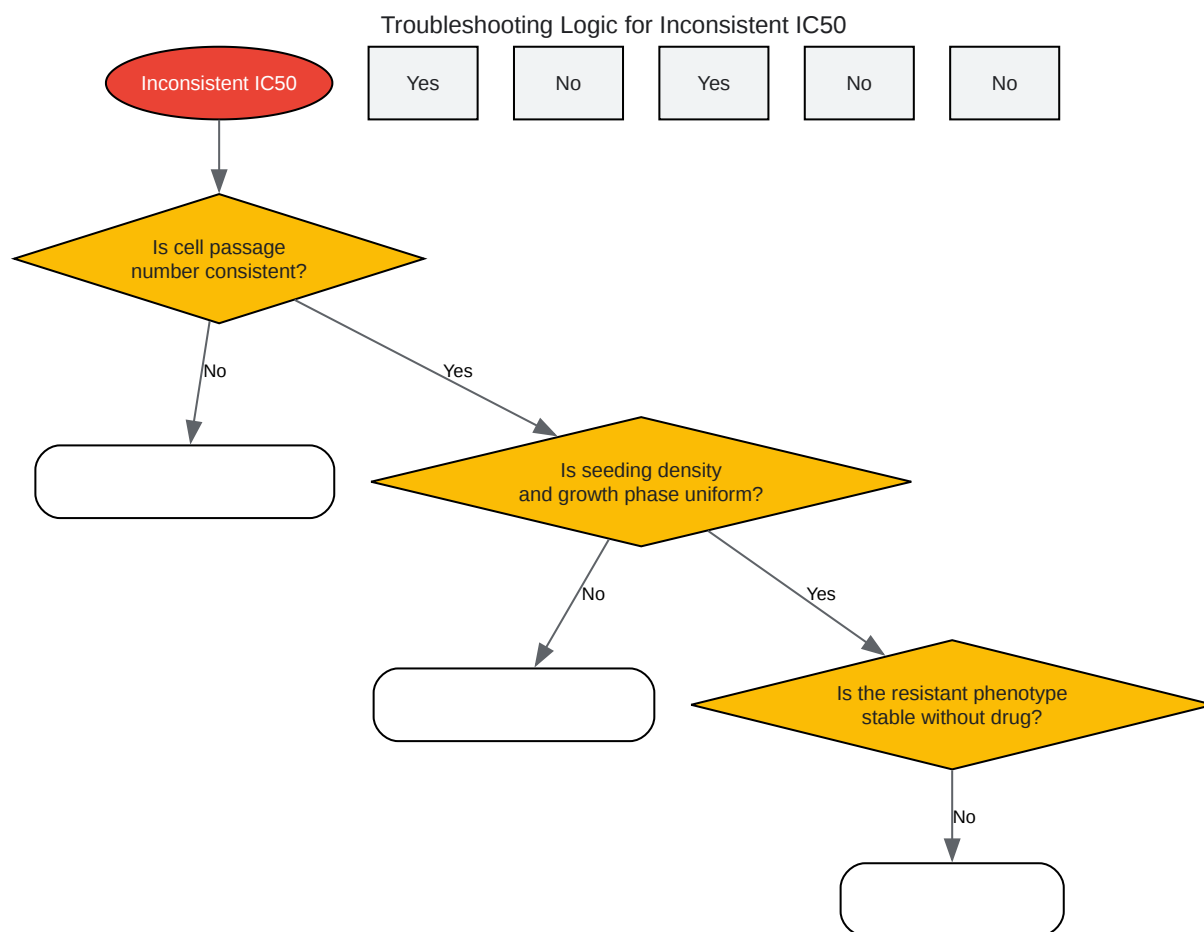 Troubleshooting Logic for Inconsistent IC50
Inconsistent IC50
Yes
No
Yes
No
No
Is cell passage
number consistent?
No
Yes
Is seeding density
and growth phase uniform?
No
Yes
Is the resistant phenotype
stable without drug?
No